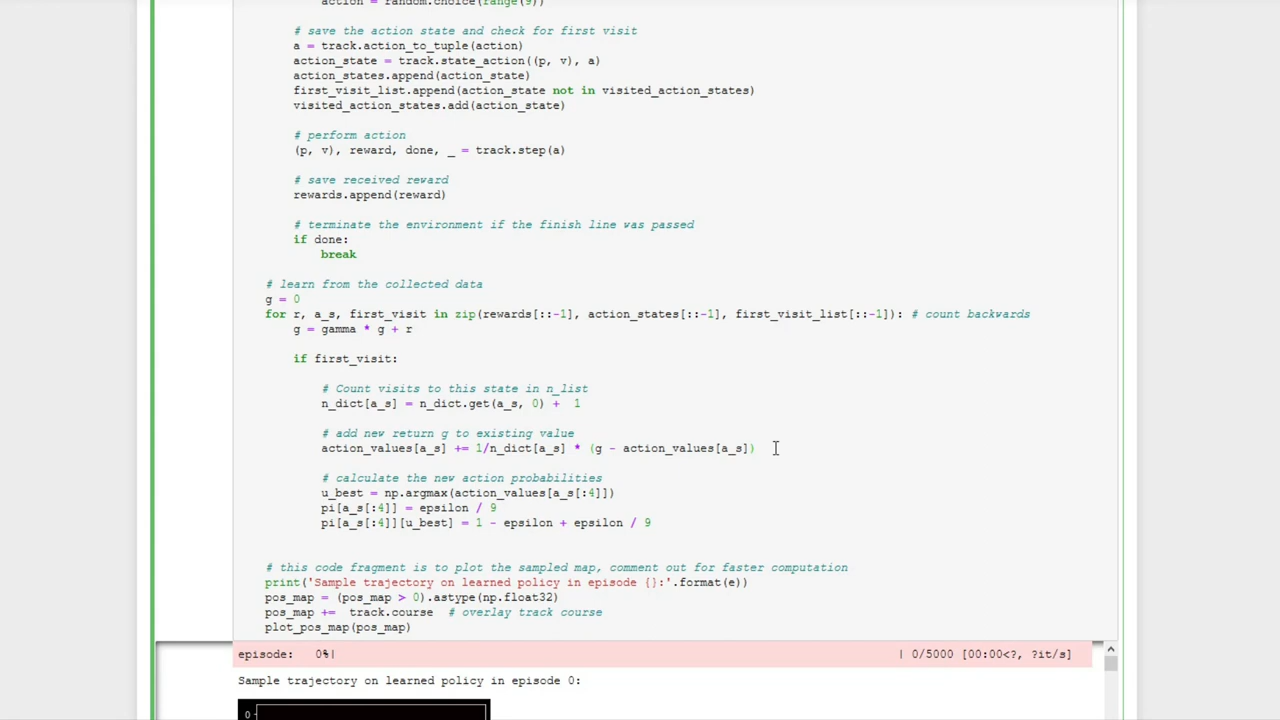 action = random.choice(range(9))
# save the action state and check for first visit
a = track.action_to_tuple(action)
action_state = track.state_action((p, v), a)
action_states.append(action_state)
first_visit_list.append(action_state not in visited_action_states)
visited_action_states.add(action_state)
# perform action
(p, v), reward, done, _ = track.step(a)
# save received reward
rewards.append(reward)
# terminate the environment if the finish line was passed
if done:
break
# learn from the collected data
g = 0
for r, a_s, first_visit in zip(rewards[::-1], action_states[::-1], first_visit_list[::-1]): # count backwards
g = gamma * g + r
if first_visit:
# Count visits to this state in n_list
n_dict[a_s] = n_dict.get(a_s, 0) + 1
# add new return g to existing value
action_values[a_s] += 1/n_dict[a_s] * (g - action_values[a_s])
# calculate the new action probabilities
u_best = np.argmax(action_values[a_s[:4]])
pi[a_s[:4]] = epsilon / 9
pi[a_s[:4]][u_best] = 1 - epsilon + epsilon / 9
# this code fragment is to plot the sampled map, comment out for faster computation
print('Sample trajectory on learned policy in episode {}:'.format(e))
pos_map = (pos_map > 0).astype(np.float32)
pos_map += track.course # overlay track course
plot_pos_map(pos_map)
episode: 0%| | 0/5000 [00:00<?, ?it/s]
Sample trajectory on learned policy in episode 0:
0